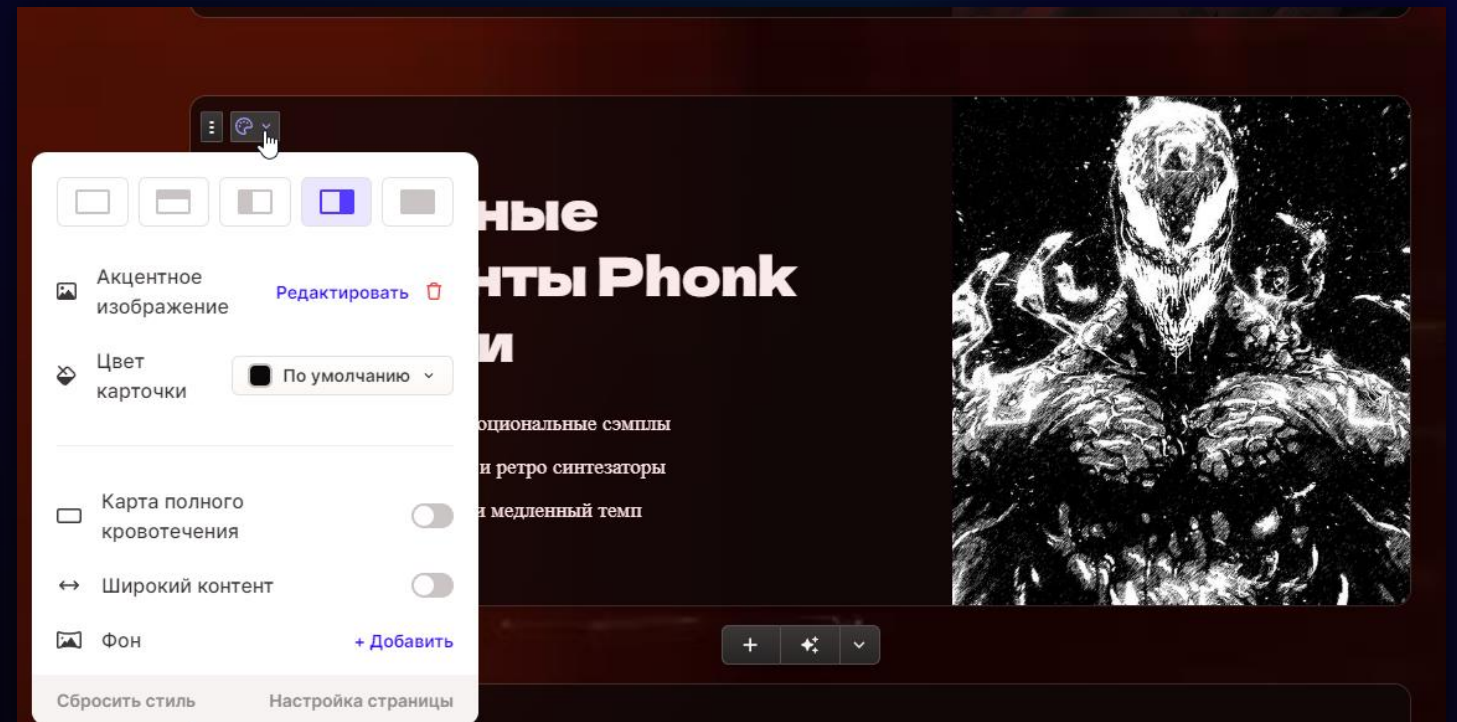 Акцентное
изображение
Редактировать
Цвет
карточки
По умолчанию
Карта полного
кровотечения
Широкий контент
Фон
+ Добавить
Сбросить стиль
Настройка страницы
ные
нты Phonk
и
оциональные сэмплы
и ретро синтезаторы
и медленный темп